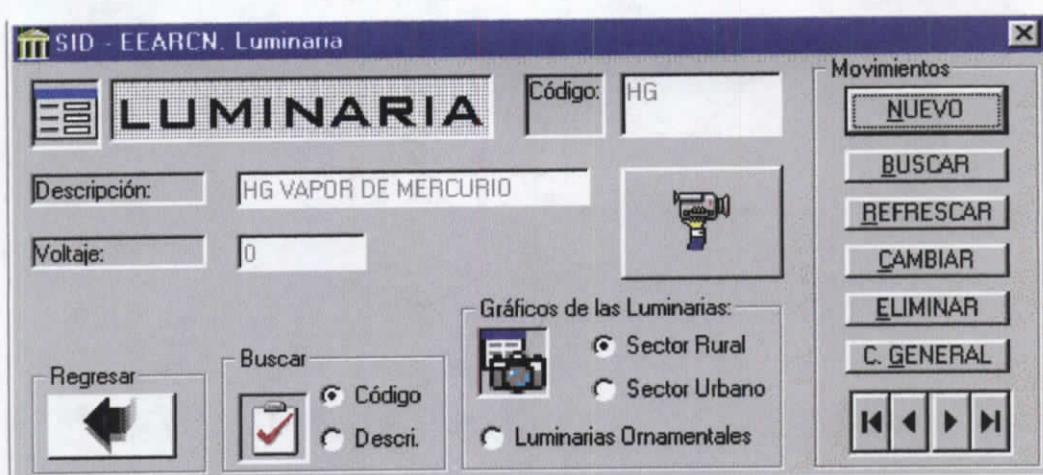 SID - EEARCN. Luminaria
LUMINARIA
Código:
HG
Descripción:
HG VAPOR DE MERCURIO
Voltaje:
0
Regresar
Buscar
Código
Descri.
Gráficos de las Luminarias:
Sector Rural
Sector Urbano
Luminarias Ornamentales
Movimientos
NUEVO
BUSCAR
REFRESCAR
CAMBIAR
ELIMINAR
C. GENERAL